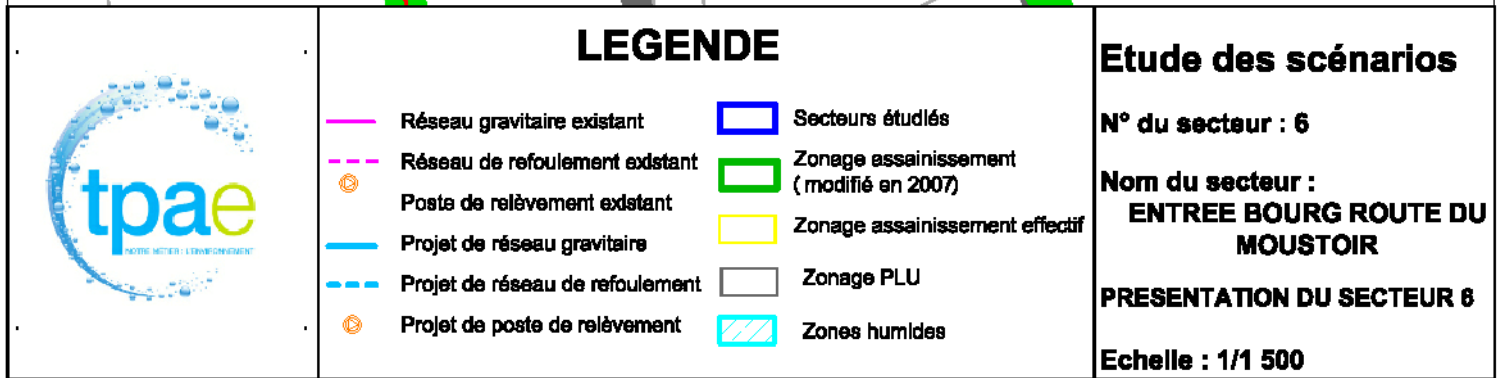 tpae
NOTRE METIER : L'ENVIRONNEMENT
LEGENDE
Réseau gravitaire existant
Réseau de refoulement existant
Poste de relèvement existant
Projet de réseau gravitaire
Projet de réseau de refoulement
Projet de poste de relèvement
Secteurs étudiés
Zonage assainissement
( modifié en 2007)
Zonage assainissement effectif
Zonage PLU
Zones humides
Etude des scénarios
N° du secteur : 6
Nom du secteur :
ENTREE BOURG ROUTE DU
MOUSTOIR
PRESENTATION DU SECTEUR 6
Echelle : 1/1 500